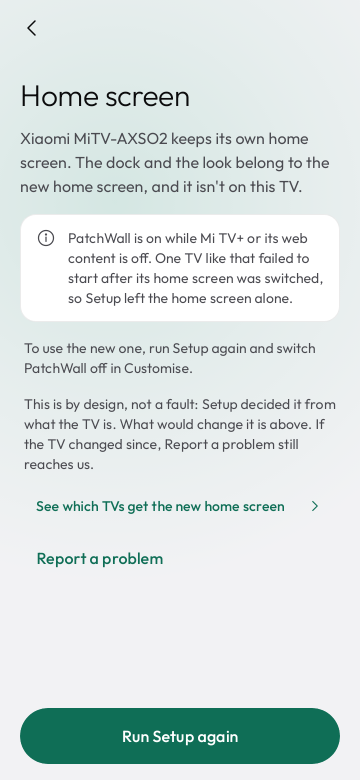 Home screen
Xiaomi MiTV-AXSO2 keeps its own home
screen. The dock and the look belong to the
new home screen, and it isn't on this TV.
PatchWall is on while Mi TV+ or its web
content is off. One TV like that failed to
start after its home screen was switched,
so Setup left the home screen alone.
To use the new one, run Setup again and switch
PatchWall off in Customise.
This is by design, not a fault: Setup decided it from
what the TV is. What would change it is above. If
the TV changed since, Report a problem still
reaches us.
See which TVs get the new home screen
Report a problem
Run Setup again